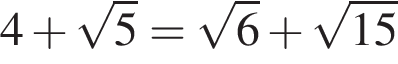 4 + √5 = √6 + √15